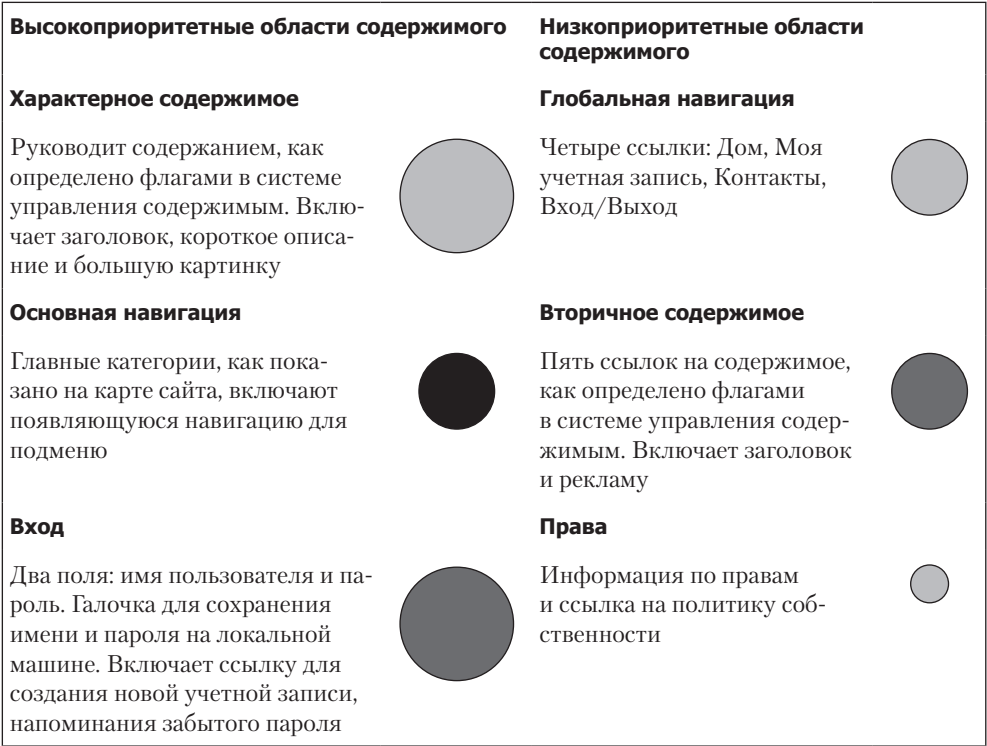 Высокоприоритетные области содержимого
Характерное содержимое
Руководит содержанием, как
определено флагами в системе
управления содержимым. Вклю-
чает заголовок, короткое описа-
ние и большую картинку
Основная навигация
Главные категории, как пока-
зано на карте сайта, включают
появляющуюся навигацию для
подменю
Вход
Два поля: имя пользователя и па-
роль. Галочка для сохранения
имени и пароля на локальной
машине. Включает ссылку для
создания новой учетной записи,
напоминания забытого пароля
Низкоприоритетные области
содержимого
Глобальная навигация
Четыре ссылки: Дом, Моя
учетная запись, Контакты,
Вход/Выход
Вторичное содержимое
Пять ссылок на содержимое,
как определено флагами
в системе управления содер-
жимым. Включает заголовок
и рекламу
Права
Информация по правам
и ссылка на политику соб-
ственности